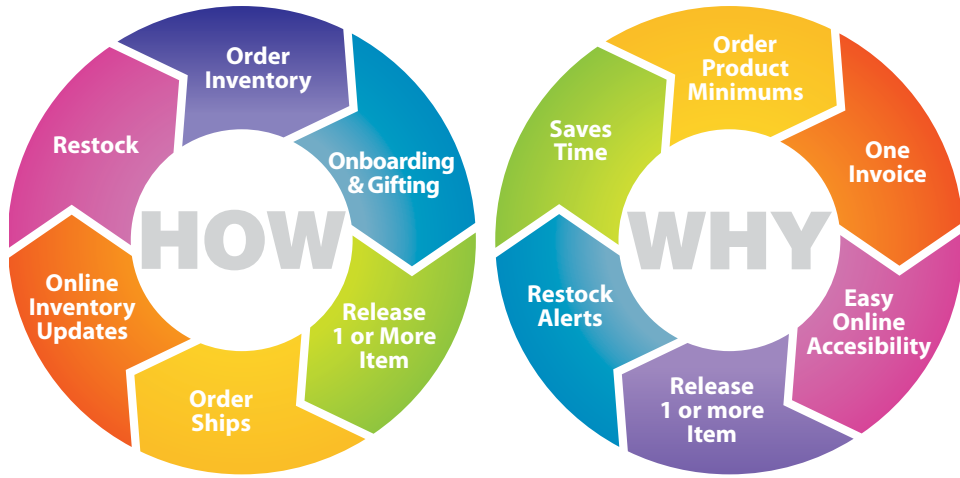 Order
Inventory
Onboarding
& Gifting
Release
1 or More
Item
Order
Ships
Online
Inventory
Updates
Restock
HOW
Order
Product
Minimums
One
Invoice
Easy
Online
Accesibility
Release
1 or more
Item
Restock
Alerts
Saves
Time
WHY